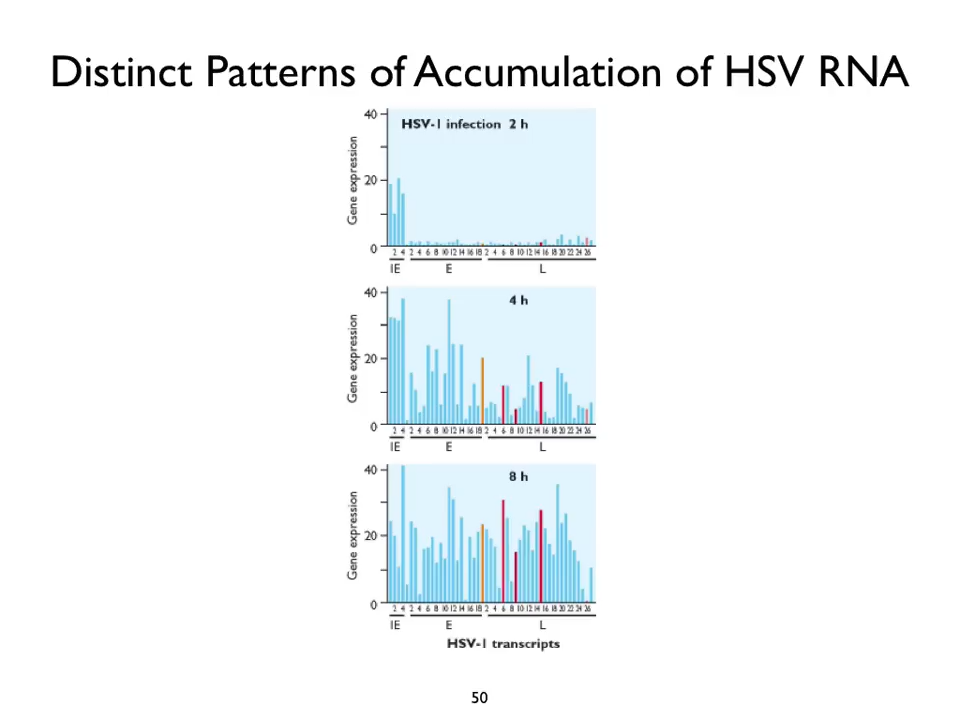 Distinct Patterns of Accumulation of HSV RNA
40
HSV-1 infection 2 h
Gene expression
20
0
2 4 2 4 6 8 10 12 14 16 18 2 4 6 8 10 12 14 16 18 20 22 24 26
IE E L
40
4 h
Gene expression
20
0
2 4 2 4 6 8 10 12 14 16 18 2 4 6 8 10 12 14 16 18 20 22 24 26
IE E L
40
8 h
Gene expression
20
0
2 4 2 4 6 8 10 12 14 16 18 2 4 6 8 10 12 14 16 18 20 22 24 26
IE E L
HSV-1 transcripts
50